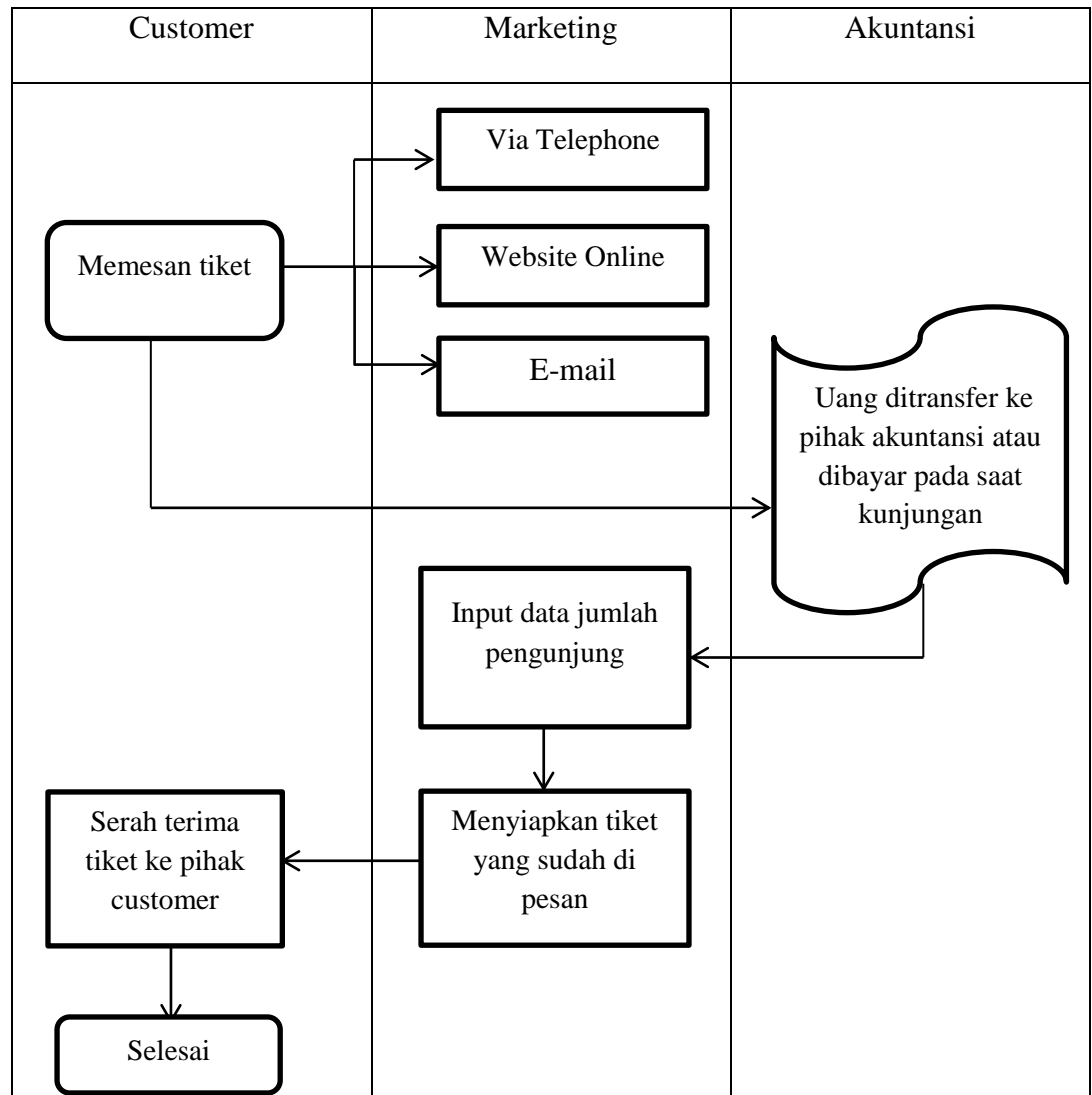 Customer
Marketing
Akuntansi
Via Telephone
Memesan tiket
Website Online
E-mail
Uang ditransfer ke
pihak akuntansi atau
dibayar pada saat
kunjungan
Input data jumlah
pengunjung
Serah terima
tiket ke pihak
customer
Menyiapkan tiket
yang sudah di
pesan
Selesai